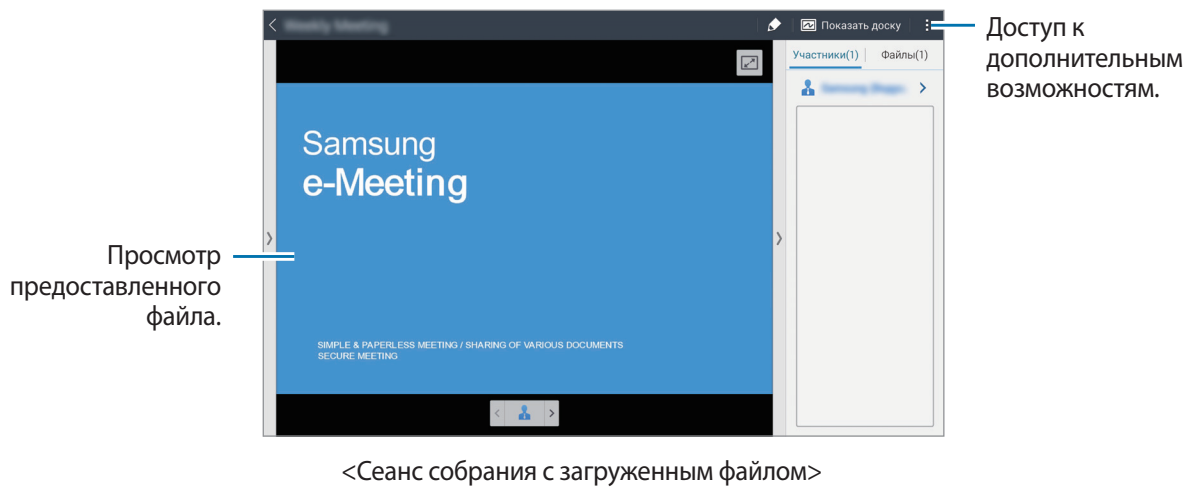 Показать доску
Участники(1) Файлы(1)
Доступ к
дополнительным
возможностям.
Samsung
e-Meeting
Просмотр
предоставленного
файла.
SIMPLE & PAPERLESS MEETING / SHARING OF VARIOUS DOCUMENTS
SECURE MEETING
<Сеанс собрания с загруженным файлом>